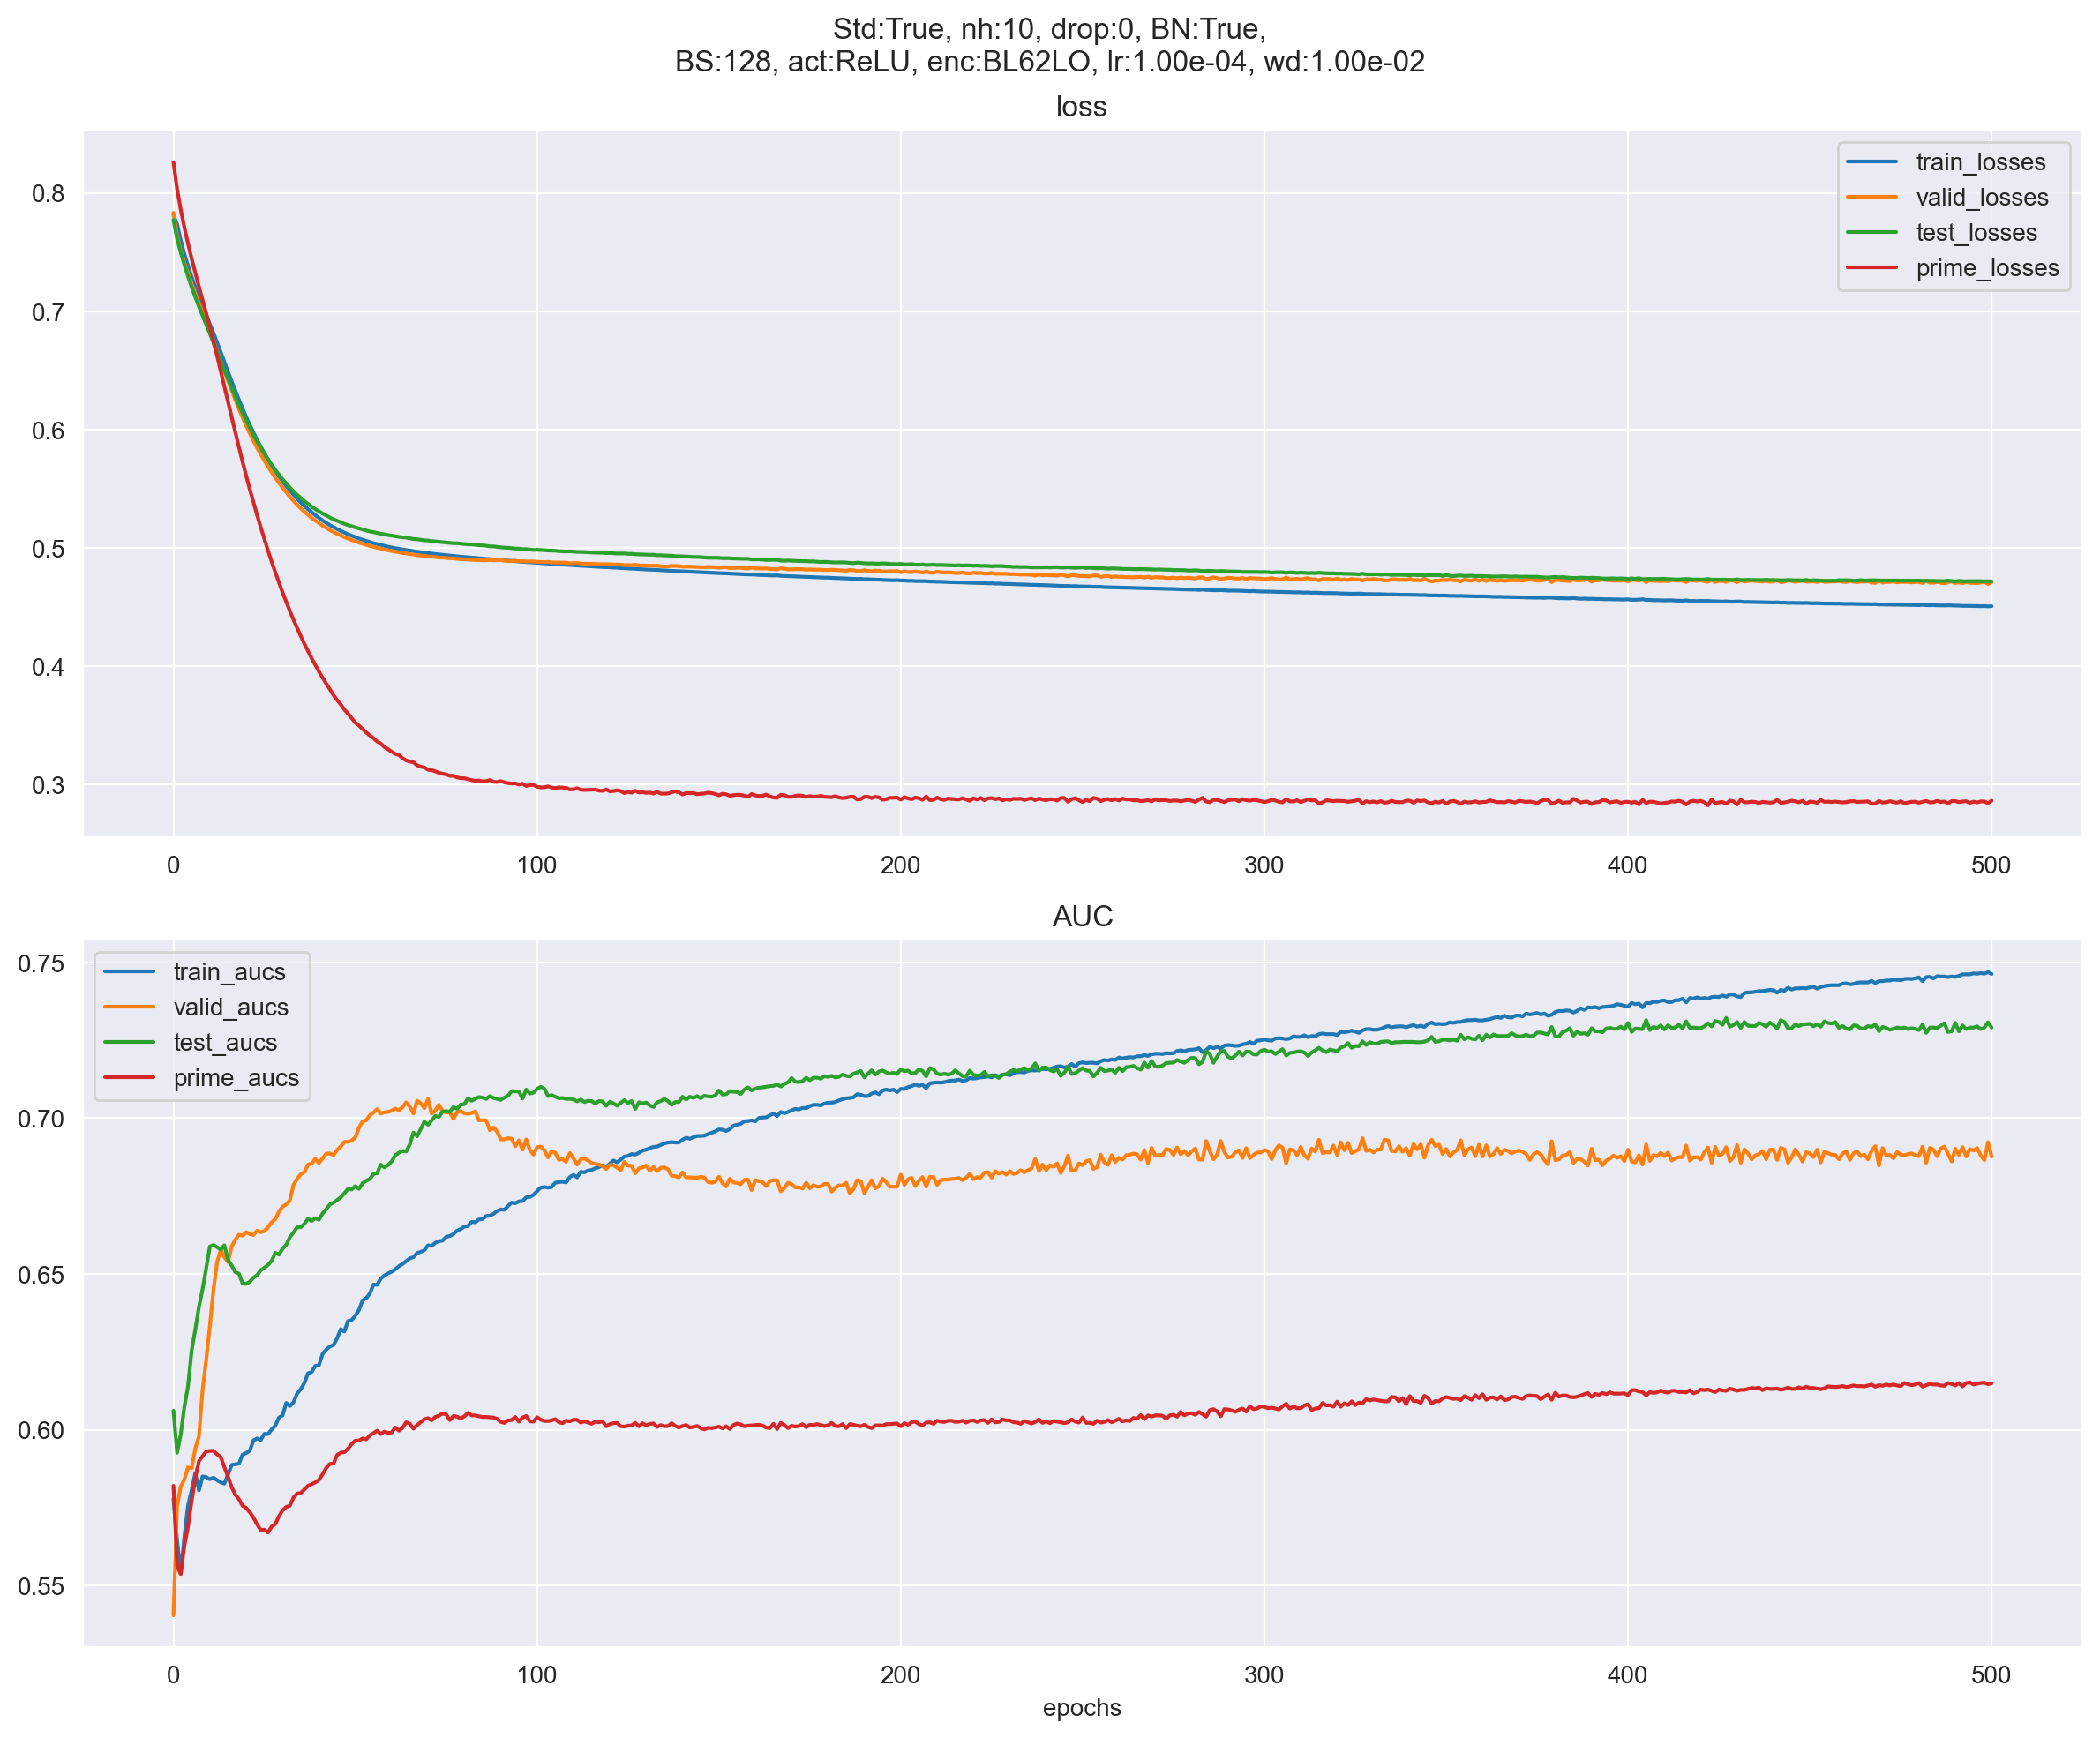 Std:True, nh:10, drop:0, BN:True,
BS:128, act:ReLU, enc:BL62LO, lr:1.00e-04, wd:1.00e-02
loss
train_losses
valid_losses
test_losses
prime_losses
0.8
0.7
0.6
0.5
0.4
0.3
0 100 200 300 400 500
AUC
train_aucs
valid_aucs
test_aucs
prime_aucs
0.75
0.70
0.65
0.60
0.55
0 100 200 300 400 500
epochs